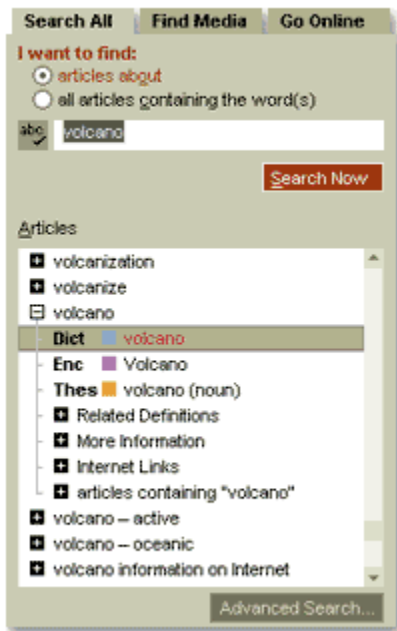 Search All Find Media Go Online
I want to find:
articles about
all articles containing the word(s)
abc volcano
Search Now
Articles
volcanization
volcanize
volcano
Dict volcano
Enc Volcano
Thes volcano (noun)
Related Definitions
More Information
Internet Links
articles containing "volcano"
volcano – active
volcano – oceanic
volcano information on Internet
Advanced Search...